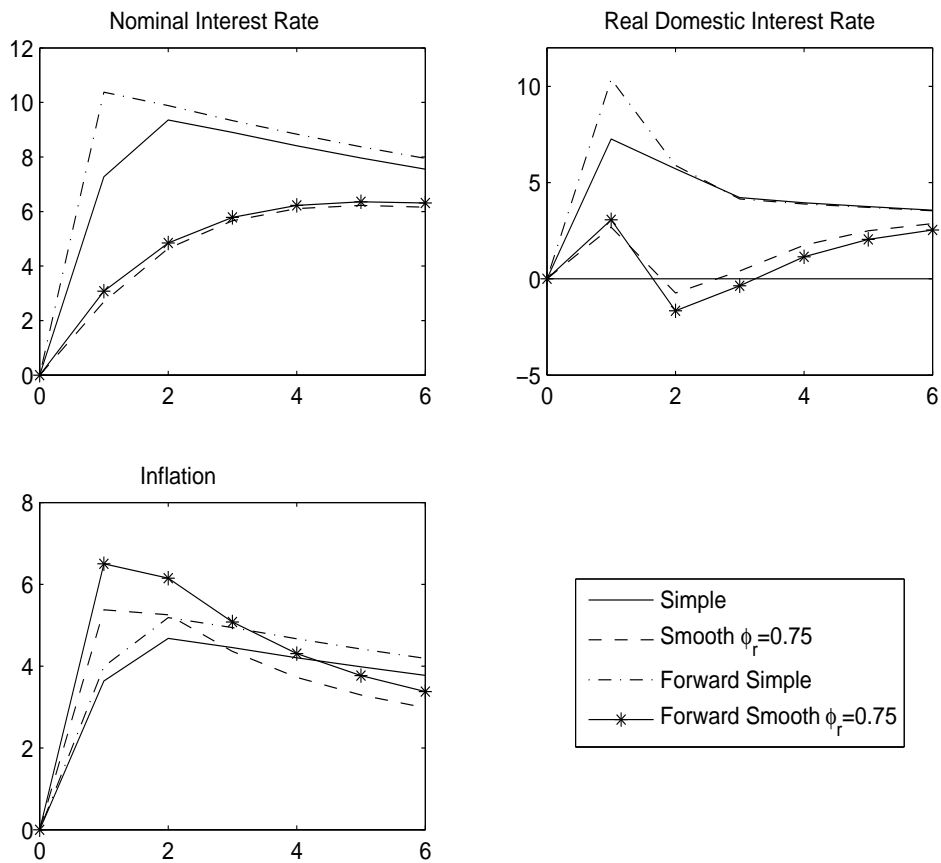 Nominal Interest Rate
12
10
8
6
4
2
0
0 2 4 6
Real Domestic Interest Rate
10
5
0
−5
0 2 4 6
Inflation
8
6
4
2
0
0 2 4 6
Simple
Smooth ϕr=0.75
Forward Simple
Forward Smooth ϕr=0.75